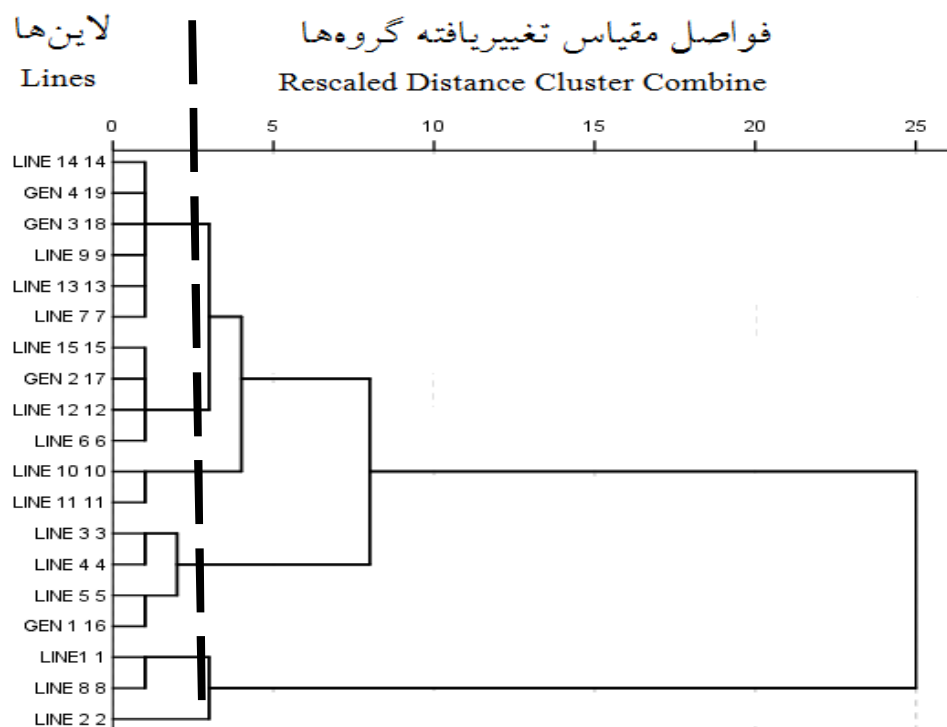 لاین‌ها
Lines
فواصل مقیاس تغییریافته گروه‌ها
Rescaled Distance Cluster Combine
0 5 10 15 20 25
LINE 14 14
GEN 4 19
GEN 3 18
LINE 9 9
LINE 13 13
LINE 7 7
LINE 15 15
GEN 2 17
LINE 12 12
LINE 6 6
LINE 10 10
LINE 11 11
LINE 3 3
LINE 4 4
LINE 5 5
GEN 1 16
LINE1 1
LINE 8 8
LINE 2 2